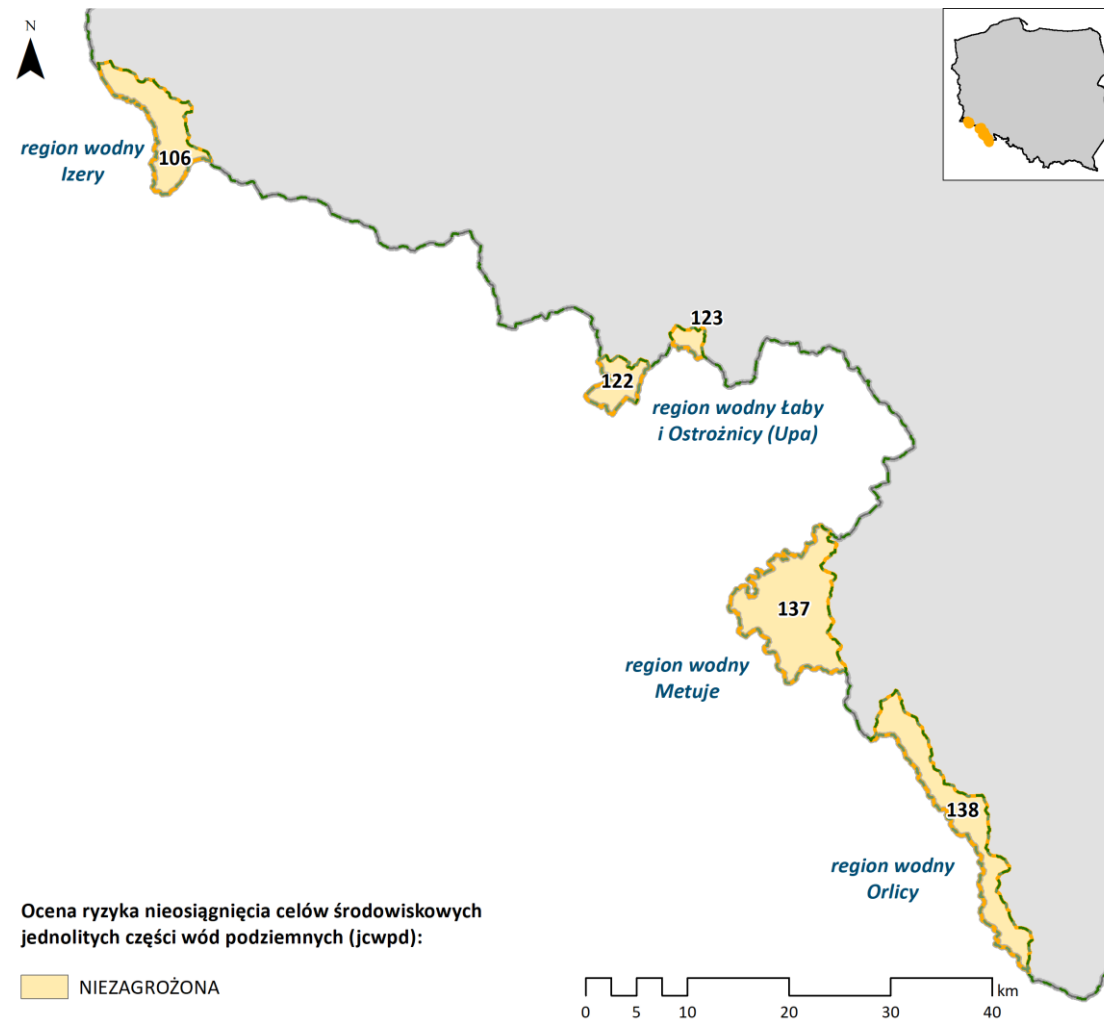 N
region wodny
Izery
106
123
122
region wodny Łaby
i Ostrożnicy (Upa)
137
region wodny
Metuje
138
region wodny
Orlicy
Ocena ryzyka nieosiągnięcia celów środowiskowych
jednolitych części wód podziemnych (jcwpd):
NIEZAGROŻONA
km
0 5 10 20 30 40